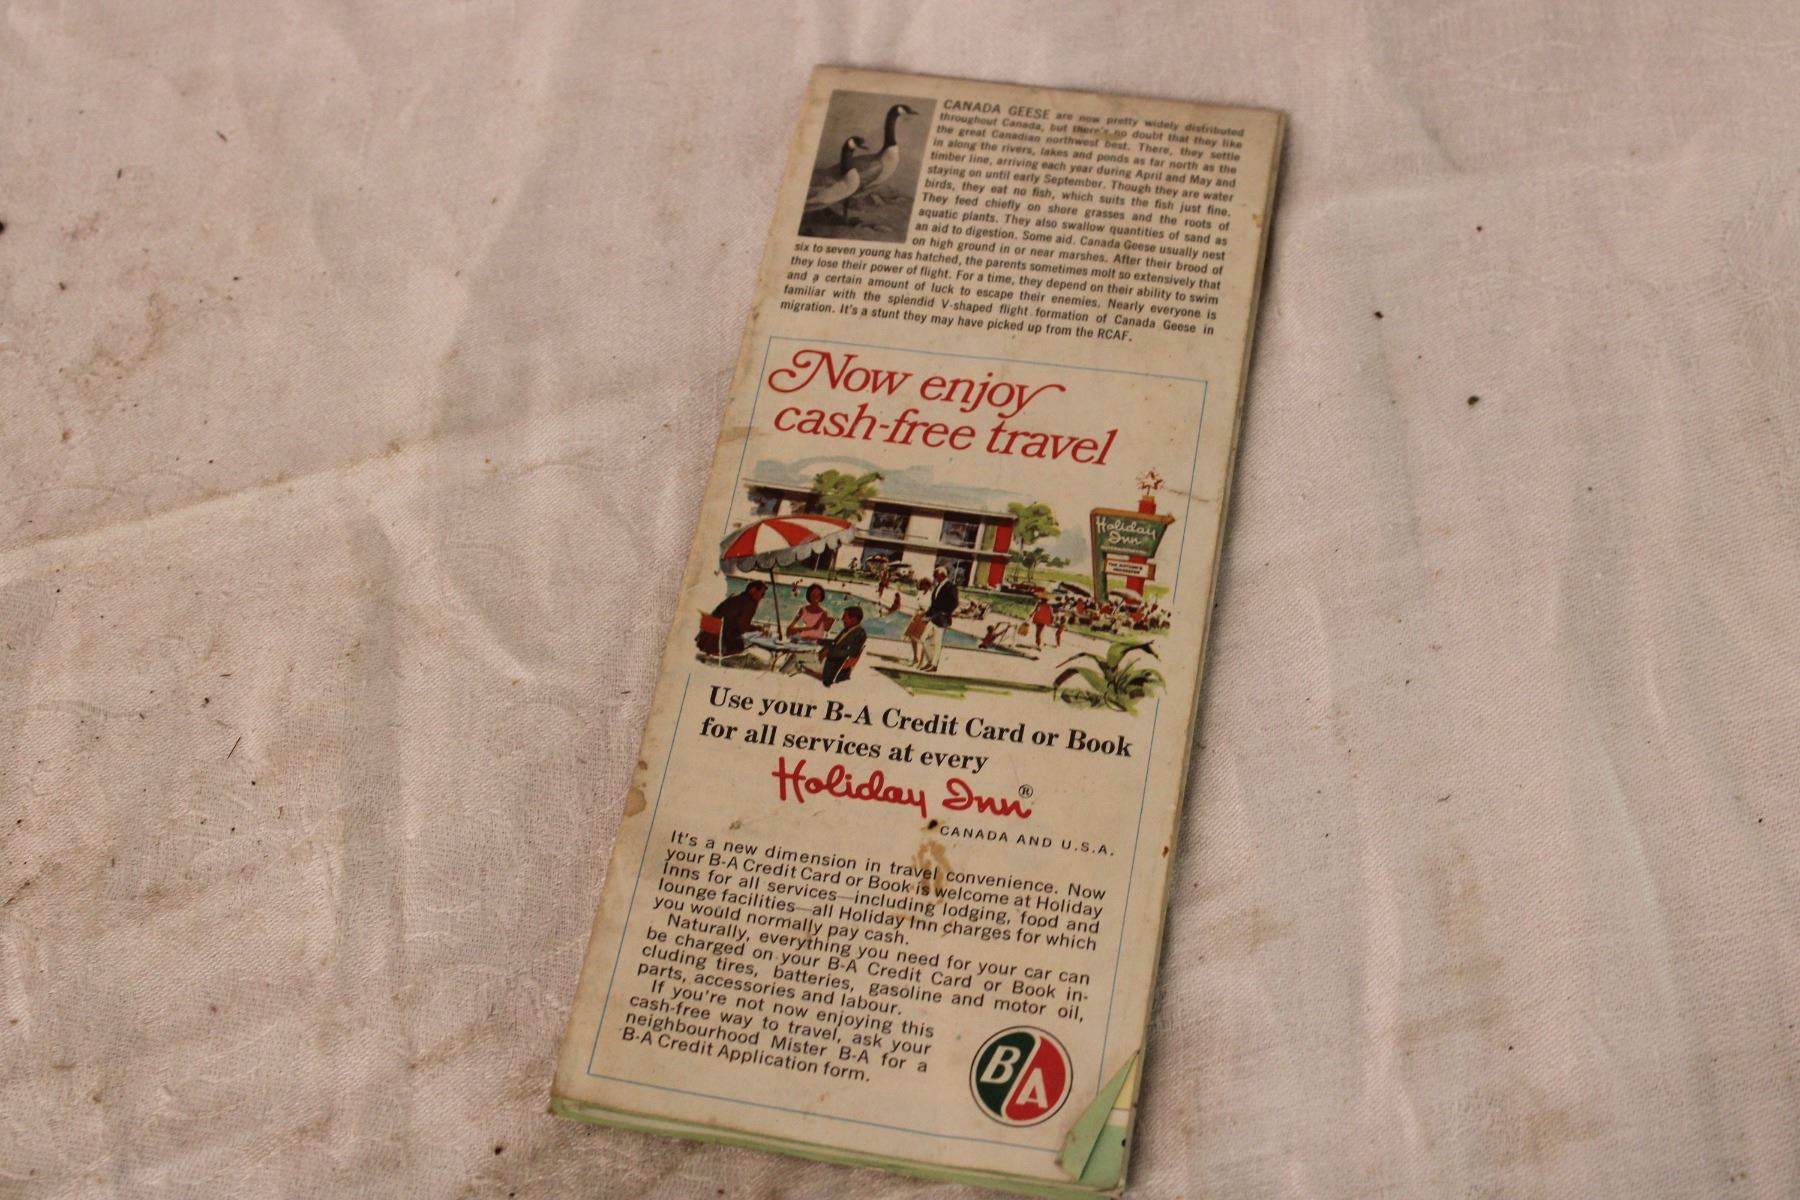 CANADA GEESE are now pretty widely distributed
throughout Canada, but there's no doubt that they like
the great Canadian northwest best. There, they settle
in along the rivers, lakes and ponds as far north as the
timber line, arriving each year during April and May and
staying on until early September. Though they are water
birds, they eat no fish, which suits the fish just fine.
They feed chiefly on shore grasses and the roots of
aquatic plants. They also swallow quantities of sand as
an aid to digestion. Some aid. Canada Geese usually nest
on high ground in or near marshes. After their brood of
six to seven young has hatched, the parents sometimes molt so extensively that
they lose their power of flight. For a time, they depend on their ability to swim
and a certain amount of luck to escape their enemies. Nearly everyone is
familiar with the splendid V-shaped flight formation of Canada Geese in
migration. It's a stunt they may have picked up from the RCAF.
Now enjoy
cash-free travel
Holiday
Inn
Use your B-A Credit Card or Book
for all services at every
Holiday Inn®
CANADA AND U.S.A.
It's a new dimension in travel convenience. Now
your B-A Credit Card or Book is welcome at Holiday
Inns for all services—including lodging, food and
lounge facilities—all Holiday Inn charges for which
you would normally pay cash.
Naturally, everything you need for your car can
be charged on your B-A Credit Card or Book in-
cluding tires, batteries, gasoline and motor oil,
parts, accessories and labour.
If you're not now enjoying this
cash-free way to travel, ask your
neighbourhood Mister B-A for a
B-A Credit Application form.
B/A